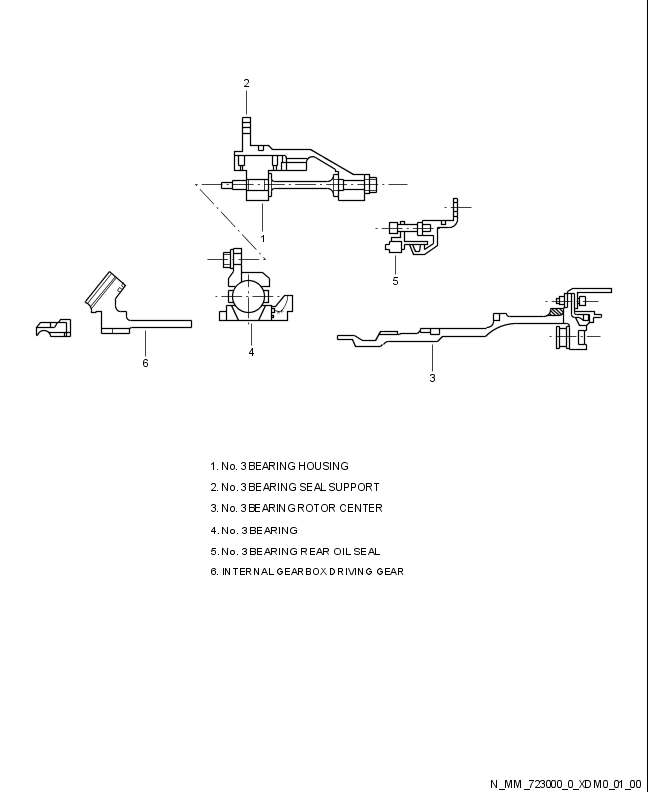 2
1
5
4
6
3
1. No. 3 BEARING HOUSING
2. No. 3 BEARING SEAL SUPPORT
3. No. 3 BEARING ROTOR CENTER
4. No. 3 BEARING
5. No. 3 BEARING REAR OIL SEAL
6. INTERNAL GEARBOX DRIVING GEAR
N_MM_723000_0_XDM0_01_00